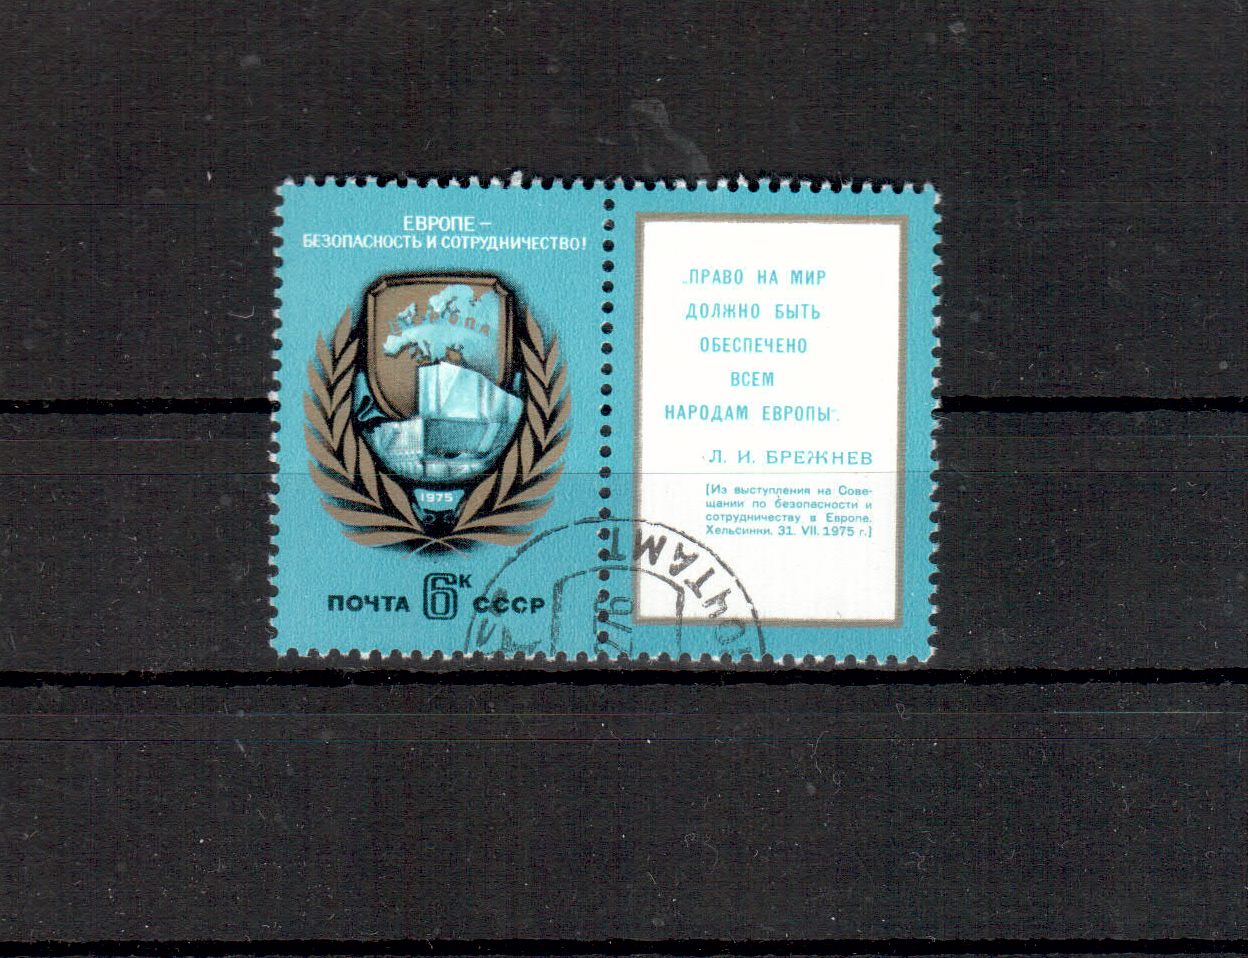 ЕВРОПЕ –
БЕЗОПАСНОСТЬ И СОТРУДНИЧЕСТВО!
ЕВРОПА
1975
ПОЧТА 6К СССР
„ПРАВО НА МИР
ДОЛЖНО БЫТЬ
ОБЕСПЕЧЕНО
ВСЕМ
НАРОДАМ ЕВРОПЫ".
Л. И. БРЕЖНЕВ
[Из выступления на Сове-
щании по безопасности и
сотрудничеству в Европе.
Хельсинки. 31. VII. 1975 г.]
ПОЧТАМТ